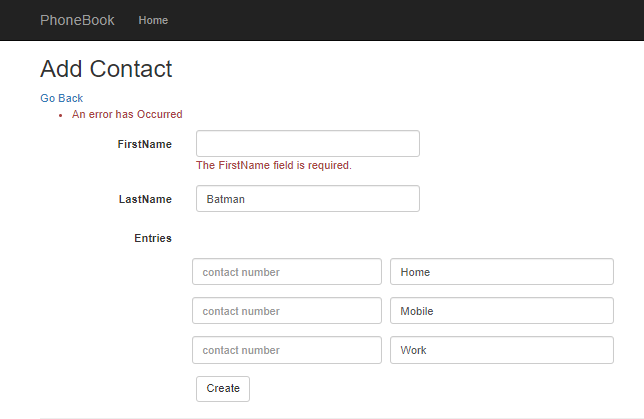 PhoneBook Home
Add Contact
Go Back
An error has Occurred
FirstName
The FirstName field is required.
LastName Batman
Entries
contact number Home
contact number Mobile
contact number Work
Create